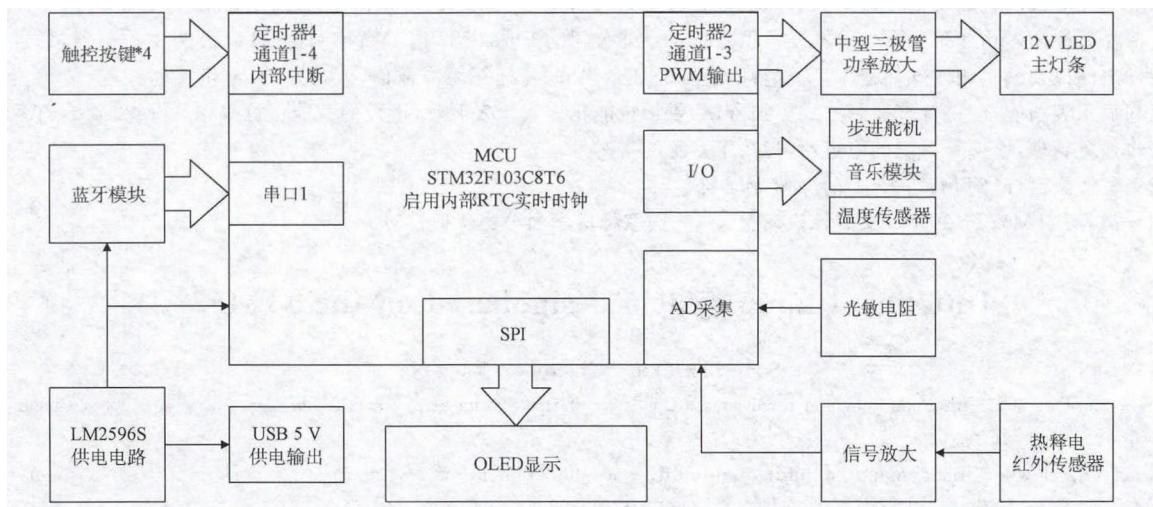 触控按键*4
定时器4
通道1-4
内部中断
定时器2
通道1-3
PWM输出
中型三极管
功率放大
12 V LED
主灯条
步进舵机
蓝牙模块
串口1
MCU
STM32F103C8T6
启用内部RTC实时时钟
I/O
音乐模块
温度传感器
SPI
AD采集
光敏电阻
LM2596S
供电电路
USB 5 V
供电输出
OLED显示
信号放大
热释电
红外传感器